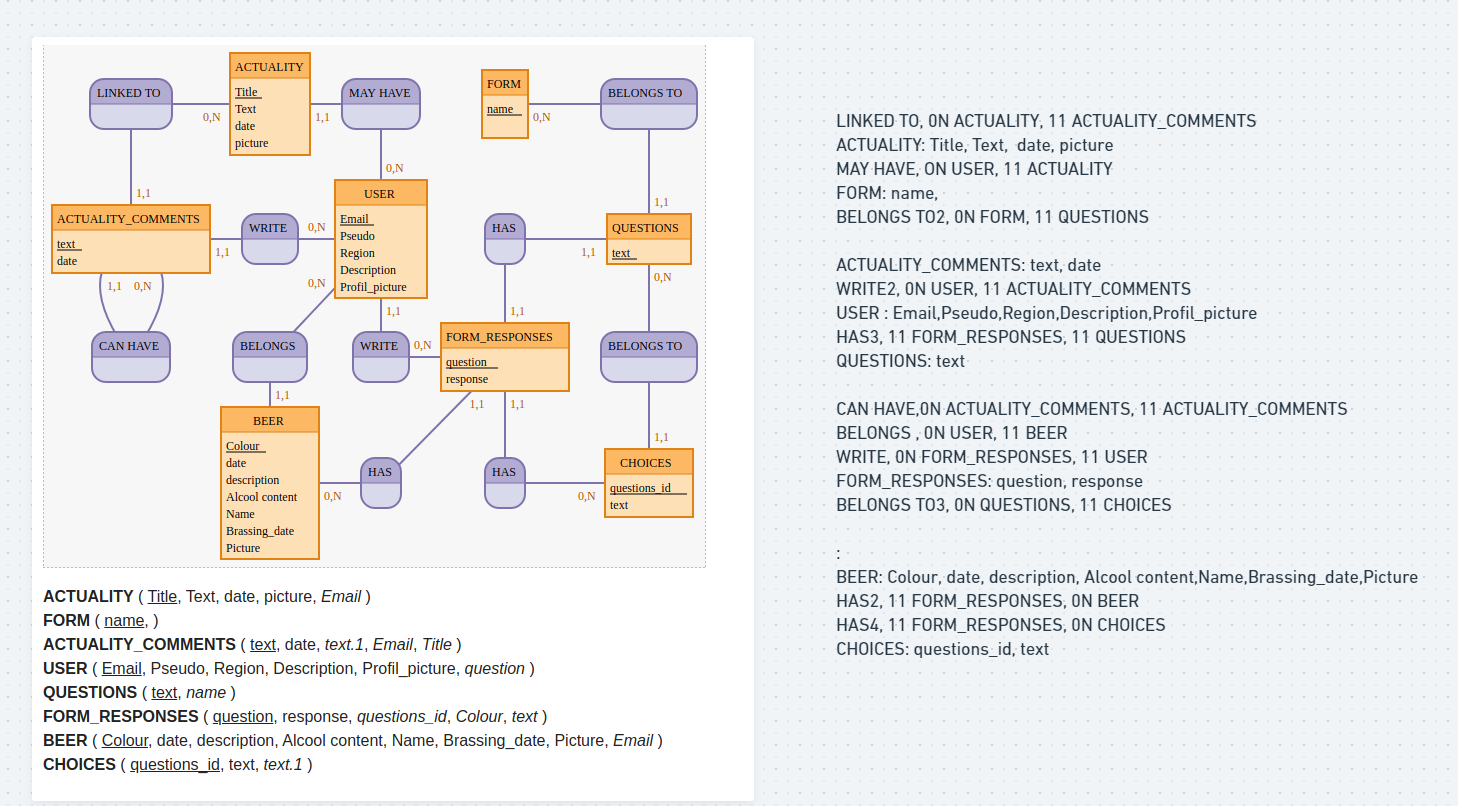 ACTUALITY
Title
Text
date
picture
LINKED TO
0,N
1,1
MAY HAVE
1,1
0,N
FORM
name
0,N
BELONGS TO
1,1
ACTUALITY_COMMENTS
text
date
1,1
WRITE
0,N
USER
Email
Pseudo
Region
Description
Profil_picture
HAS
1,1
1,1
QUESTIONS
text
0,N
1,1 0,N
CAN HAVE
0,N
BELONGS
1,1
1,1
WRITE
0,N
FORM_RESPONSES
question
response
BELONGS TO
1,1
BEER
Colour
date
description
Alcool content
Name
Brassing_date
Picture
0,N
HAS
1,1
1,1
HAS
0,N
CHOICES
questions_id
text
ACTUALITY ( Title, Text, date, picture, Email )
FORM ( name, )
ACTUALITY_COMMENTS ( text, date, text.1, Email, Title )
USER ( Email, Pseudo, Region, Description, Profil_picture, question )
QUESTIONS ( text, name )
FORM_RESPONSES ( question, response, questions_id, Colour, text )
BEER ( Colour, date, description, Alcool content, Name, Brassing_date, Picture, Email )
CHOICES ( questions_id, text, text.1 )
LINKED TO, 0N ACTUALITY, 11 ACTUALITY_COMMENTS
ACTUALITY: Title, Text, date, picture
MAY HAVE, 0N USER, 11 ACTUALITY
FORM: name,
BELONGS TO2, 0N FORM, 11 QUESTIONS
ACTUALITY_COMMENTS: text, date
WRITE2, 0N USER, 11 ACTUALITY_COMMENTS
USER : Email,Pseudo,Region,Description,Profil_picture
HAS3, 11 FORM_RESPONSES, 11 QUESTIONS
QUESTIONS: text
CAN HAVE,0N ACTUALITY_COMMENTS, 11 ACTUALITY_COMMENTS
BELONGS , 0N USER, 11 BEER
WRITE, 0N FORM_RESPONSES, 11 USER
FORM_RESPONSES: question, response
BELONGS TO3, 0N QUESTIONS, 11 CHOICES
:
BEER: Colour, date, description, Alcool content,Name,Brassing_date,Picture
HAS2, 11 FORM_RESPONSES, 0N BEER
HAS4, 11 FORM_RESPONSES, 0N CHOICES
CHOICES: questions_id, text